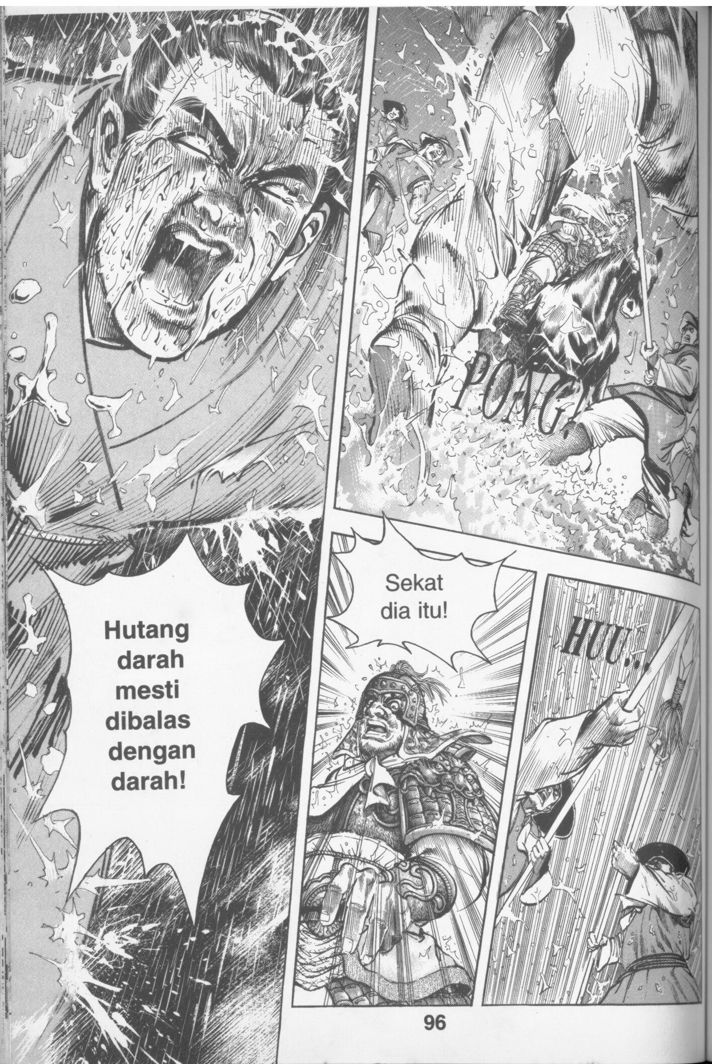 Hutang
darah
mesti
dibalas
dengan
darah!
PONG!
Sekat
dia itu!
HUU...
96